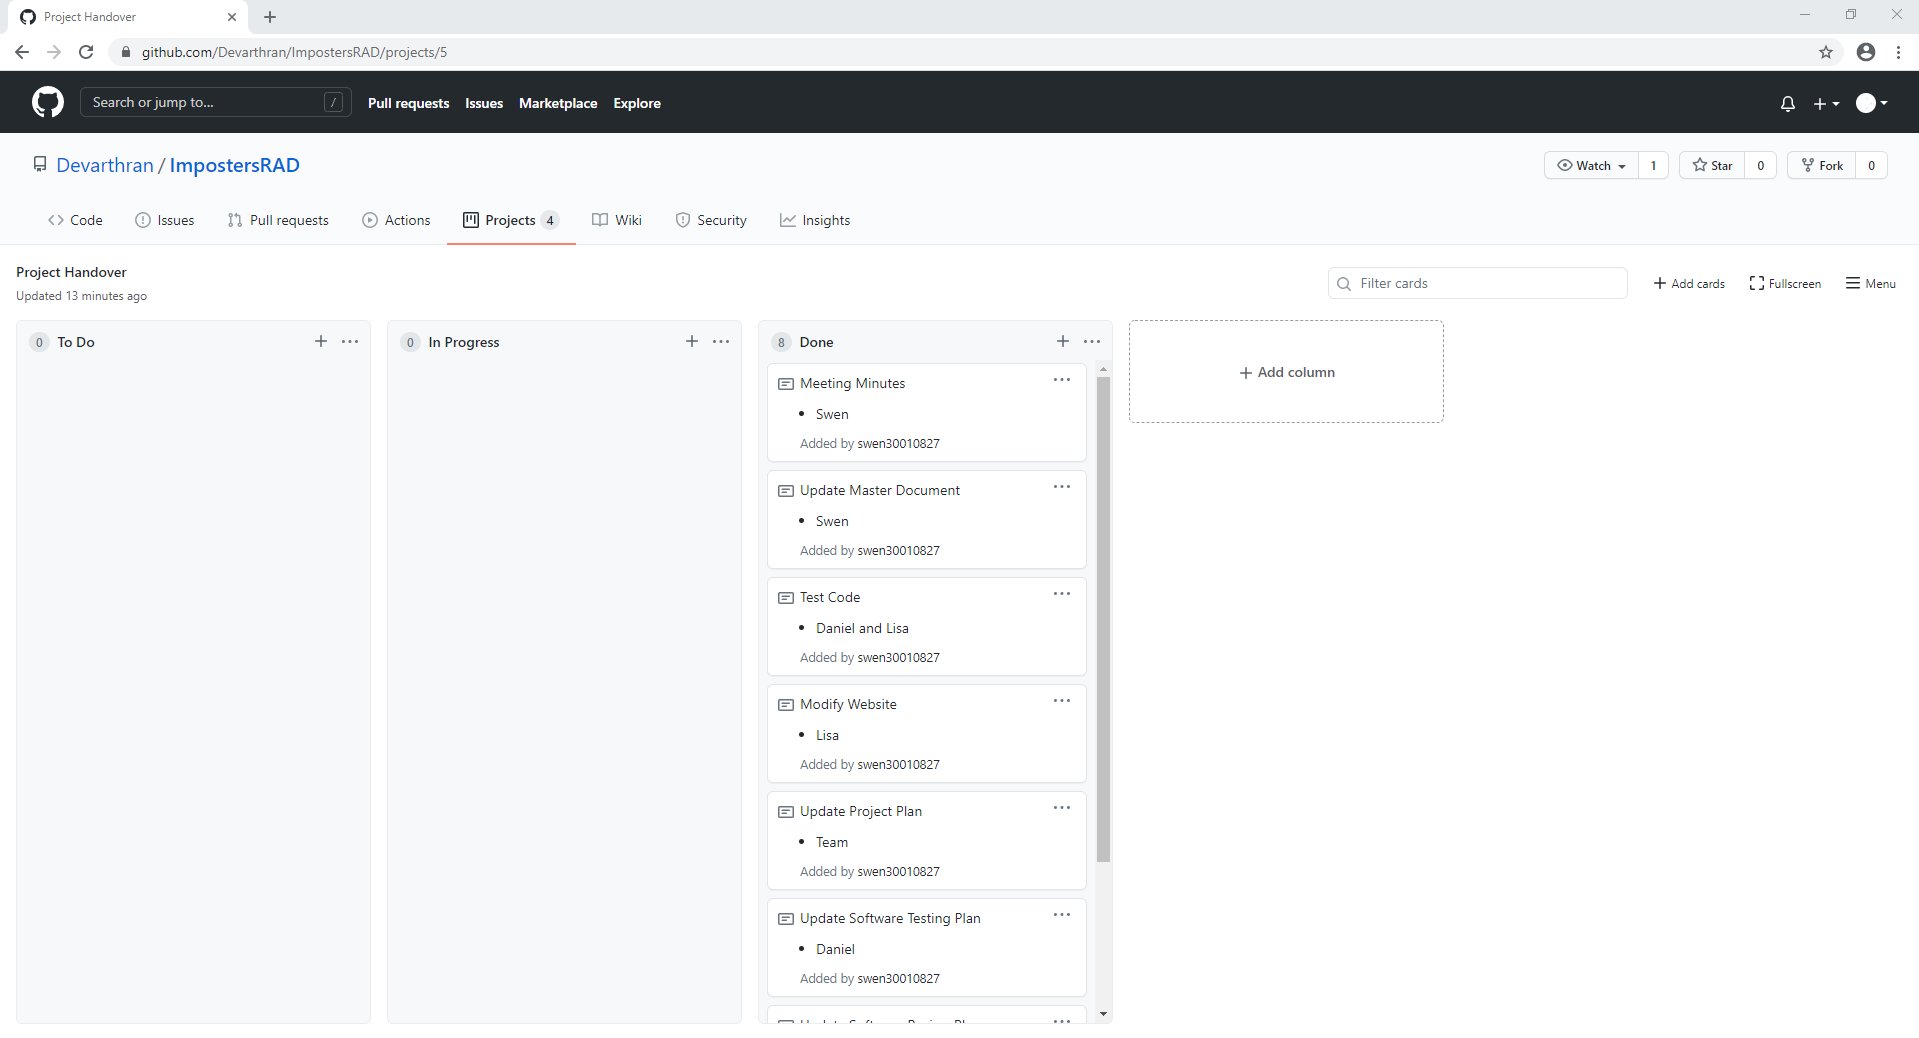 Project Handover
github.com/Devarthran/ImpostersRAD/projects/5
Search or jump to... /
Pull requests Issues Marketplace Explore
Devarthran / ImpostersRAD
Watch 1 Star 0 Fork 0
Code Issues Pull requests Actions Projects 4 Wiki Security Insights
Project Handover
Updated 13 minutes ago
Filter cards
Add cards Fullscreen Menu
0 To Do
0 In Progress
8 Done
Meeting Minutes
Swen
Added by swen30010827
Update Master Document
Swen
Added by swen30010827
Test Code
Daniel and Lisa
Added by swen30010827
Modify Website
Lisa
Added by swen30010827
Update Project Plan
Team
Added by swen30010827
Update Software Testing Plan
Daniel
Added by swen30010827
Add column